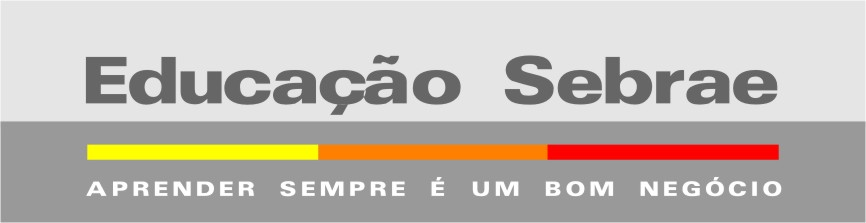 Educação Sebrae
APRENDER SEMPRE É UM BOM NEGÓCIO